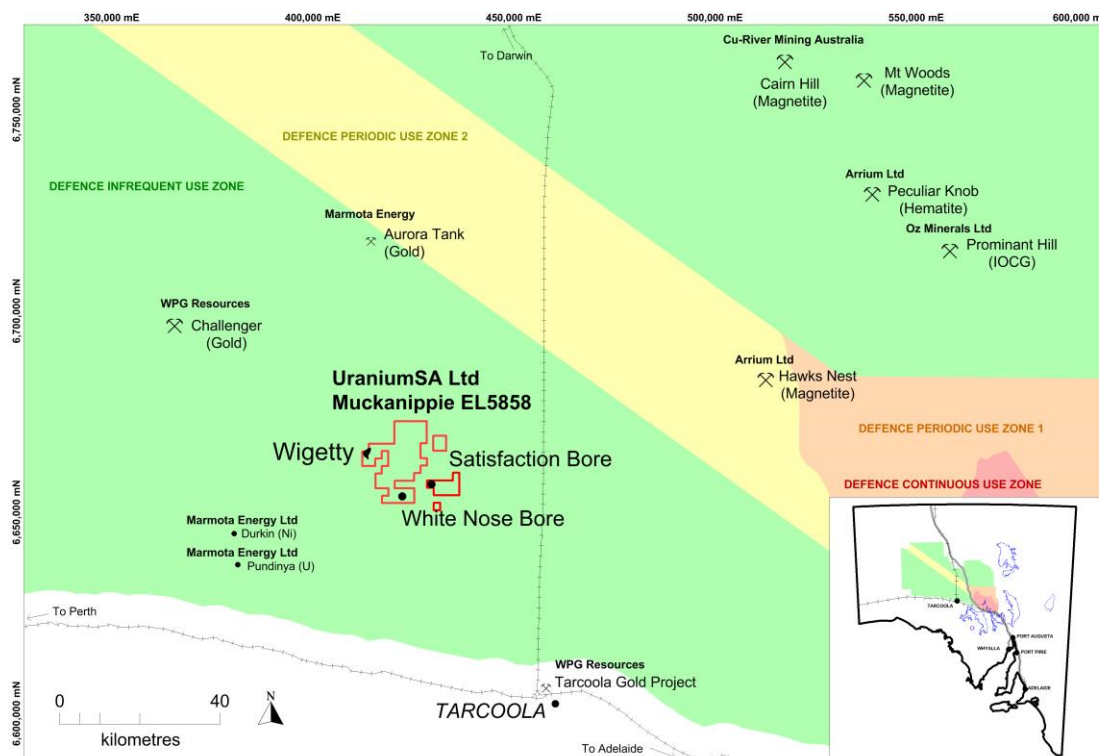 350,000 mE
400,000 mE
450,000 mE
500,000 mE
550,000 mE
600,000 m
6,750,000 mN
6,700,000 mN
6,650,000 mN
6,600,000 mN
To Darwin
Cu-River Mining Australia
Cairn Hill
(Magnetite)
Mt Woods
(Magnetite)
DEFENCE PERIODIC USE ZONE 2
DEFENCE INFREQUENT USE ZONE
Arrium Ltd
Peculiar Knob
(Hematite)
Marmota Energy
Aurora Tank
(Gold)
Oz Minerals Ltd
Prominant Hill
(IOCG)
WPG Resources
Challenger
(Gold)
Arrium Ltd
Hawks Nest
(Magnetite)
UraniumSA Ltd
Muckanippie EL5858
DEFENCE PERIODIC USE ZONE 1
Wigetty
Satisfaction Bore
DEFENCE CONTINUOUS USE ZONE
White Nose Bore
Marmota Energy Ltd
Durkin (Ni)
Marmota Energy Ltd
Pundinya (U)
To Perth
WPG Resources
Tarcoola Gold Project
TARCOOLA
To Adelaide
0
40
kilometres
N
TARCOOLA
PORT AUGUSTA
WHYALLA
PORT PIRIE
ADELAIDE